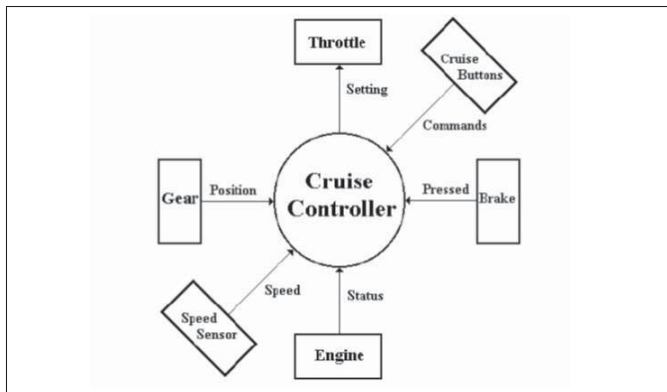 Throttle
Cruise
Buttons
Setting
Commands
Gear
Position
Cruise
Controller
Pressed
Brake
Speed
Status
Speed
Sensor
Engine